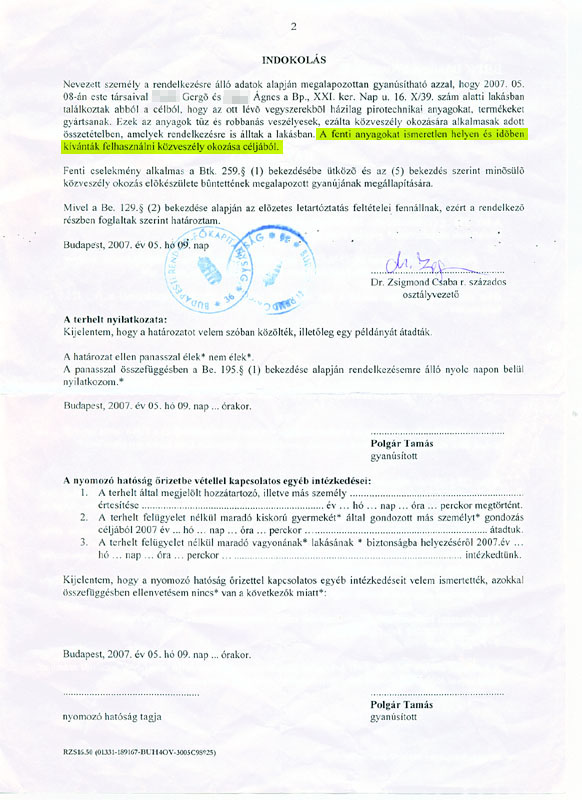 2
INDOKOLÁS
Nevezett személy a rendelkezésre álló adatok alapján megalapozottan gyanúsítható azzal, hogy 2007. 05.
08-án este társaival Gergő és Ágnes a Bp., XXI. ker. Nap u. 16. X/39. szám alatti lakásban
találkoztak abból a célból, hogy az ott lévő vegyszerekből házilag pirotechnikai anyagokat, termékeket
gyártsanak. Ezek az anyagok tűz és robbanás veszélyesek, ezálta közveszély okozására alkalmasak adott
összetételben, amelyek rendelkezésre is álltak a lakásban. A fenti anyagokat ismeretlen helyen és időben
kívánták felhasználni közveszély okozása céljából.
Fenti cselekmény alkalmas a Btk. 259.§ (1) bekezdésébe ütköző és az (5) bekezdés szerint minősülő
közveszély okozás előkészülete bűntettének megalapozott gyanújának megállapítására.
Mivel a Be. 129.§ (2) bekezdése alapján az előzetes letartóztatás feltételei fennállnak, ezért a rendelkező
részben foglaltak szerint határoztam.
Budapest, 2007. év 05. hó 09. nap
BUDAPESTI RENDŐRFŐKAPITÁNYSÁG * 36 *
Dr. Zsigmond Csaba r. százados
osztályvezető
A terhelt nyilatkozata:
Kijelentem, hogy a határozatot velem szóban közölték, illetőleg egy példányát átadták.
A határozat ellen panasszal élek* nem élek*.
A panasszal összefüggésben a Be. 195.§ (1) bekezdése alapján rendelkezésemre álló nyolc napon belül
nyilatkozom.*
Budapest, 2007. év 05. hó 09. nap ... órakor.
Polgár Tamás
gyanúsított
A nyomozó hatóság őrizetbe vétellel kapcsolatos egyéb intézkedései:
1. A terhelt által megjelölt hozzátartozó, illetve más személy ........................................
értesítése ........................................ év ... hó ... nap ... óra ... perckor megtörtént.
2. A terhelt felügyelet nélkül maradó kiskorú gyermekét* által gondozott más személyt* gondozás
céljából 2007 év ... hó ... nap ... óra ... perckor ........................................ átadtuk.
3. A terhelt felügyelet nélkül maradó vagyonának* lakásának * biztonságba helyezéséről 2007.év ...
hó ... nap ... óra ... perckor ........................................ intézkedtünk.
Kijelentem, hogy a nyomozó hatóság őrizettel kapcsolatos egyéb intézkedéseit velem ismertették, azokkal
összefüggésben ellenvetésem nincs* van a következők miatt*:
Budapest, 2007. év 05. hó 09. nap ... órakor.
nyomozó hatóság tagja
Polgár Tamás
gyanúsított
RZS16.50 (01331-189167-BUH4OV-3005C98925)